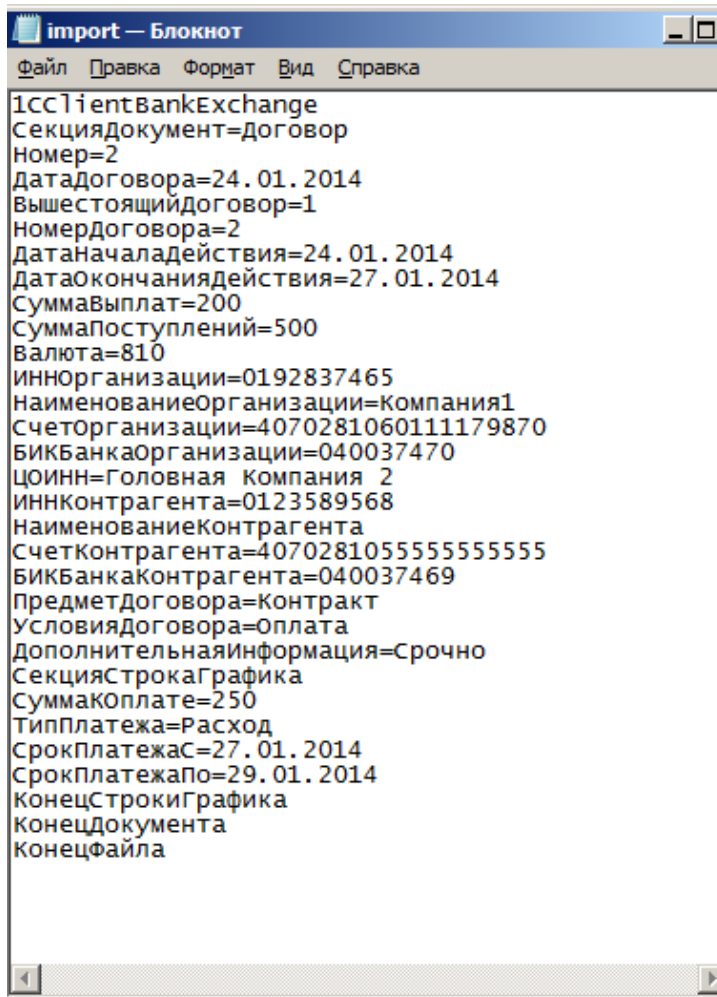 import — Блокнот
Файл Правка Формат Вид Справка
1CClientBankExchange
СекцияДокумент=Договор
Номер=2
ДатаДоговора=24.01.2014
ВышестоящийДоговор=1
НомерДоговора=2
ДатаНачалаДействия=24.01.2014
ДатаОкончанияДействия=27.01.2014
СуммаВыплат=200
СуммаПоступлений=500
Валюта=810
ИННОрганизации=0192837465
НаименованиеОрганизации=Компания1
СчетОрганизации=4070281060111179870
БИКБанкаОрганизации=040037470
ЦОИНН=Головная Компания 2
ИННКонтрагента=0123589568
НаименованиеКонтрагента
СчетКонтрагента=4070281055555555555
БИКБанкаКонтрагента=040037469
ПредметДоговора=Контракт
УсловияДоговора=Оплата
ДополнительнаяИнформация=Срочно
СекцияСтрокаГрафика
СуммаКОплате=250
ТипПлатежа=Расход
СрокПлатежаС=27.01.2014
СрокПлатежаПо=29.01.2014
КонецСтрокиГрафика
КонецДокумента
КонецФайла